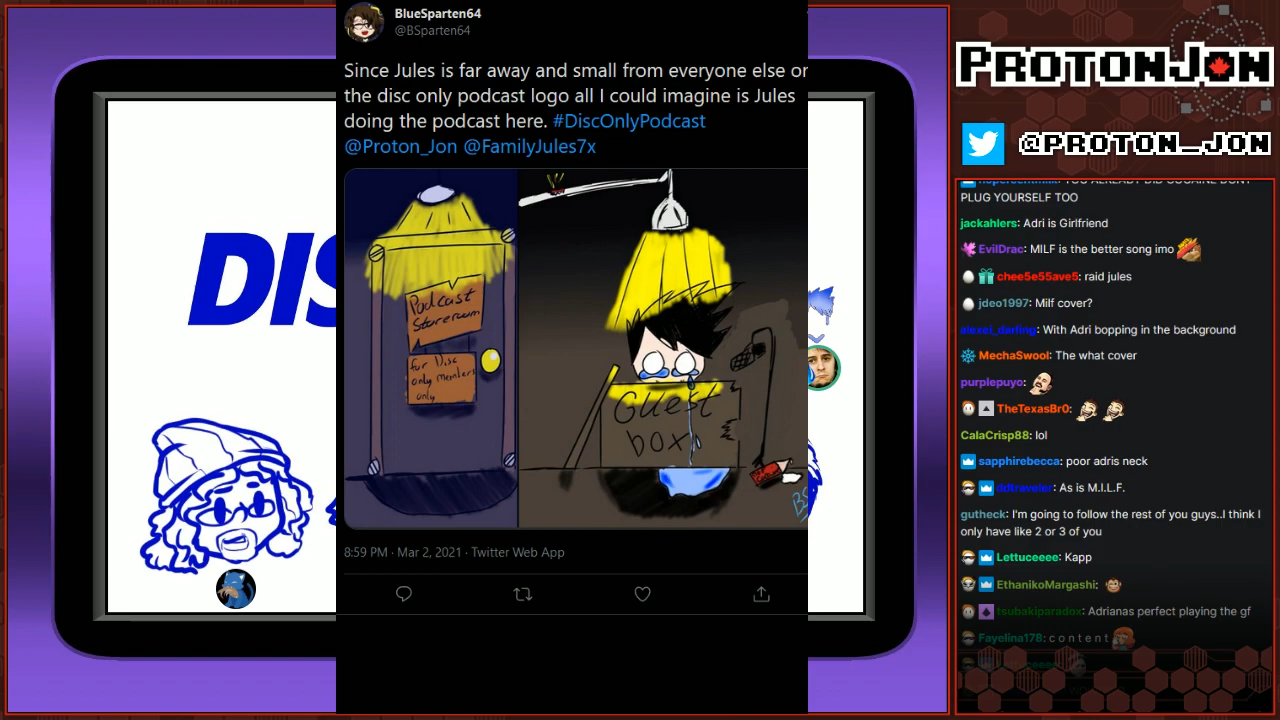 BlueSparten64
@BSparten64
Since Jules is far away and small from everyone else or
the disc only podcast logo all I could imagine is Jules
doing the podcast here. #DiscOnlyPodcast
@Proton_Jon @FamilyJules7x
Podcast
Storeroom
for Disc
only members
only
Guest
box
BS
8:59 PM · Mar 2, 2021 · Twitter Web App
DIS
PROTONJON
@PROTON_JON
PLUG YOURSELF TOO
jackahlers: Adri is Girlfriend
EvilDrac: MILF is the better song imo
chee5e55ave5: raid jules
jdeo1997: Milf cover?
alexei_darling: With Adri bopping in the background
MechaSwool: The what cover
purplepuyo:
TheTexasBr0:
CalaCrisp88: lol
sapphirebecca: poor adris neck
ddtraveler: As is M.I.L.F.
gutheck: I'm going to follow the rest of you guys..I think I
only have like 2 or 3 of you
Lettuceeee: Kapp
EthanikoMargashi:
tsubakiparadox: Adrianas perfect playing the gf
Fayelina178: c o n t e n t